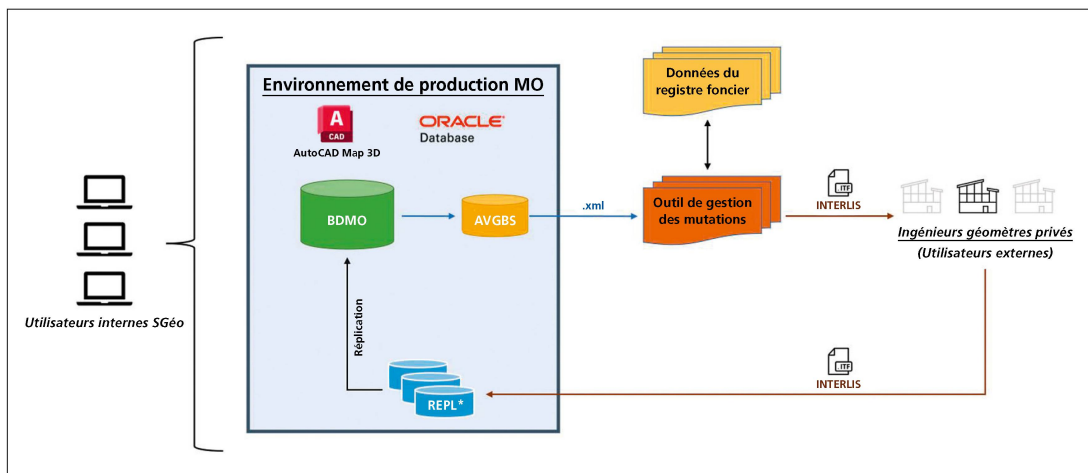 Environnement de production MO
A
CAD
AutoCAD Map 3D
ORACLE
Database
BDMO
AVGBS
.xml
Réplication
REPL*
Utilisateurs internes SGéo
Données du
registre foncier
Outil de gestion
des mutations
ITF
INTERLIS
Ingénieurs géomètres privés
(Utilisateurs externes)
ITF
INTERLIS